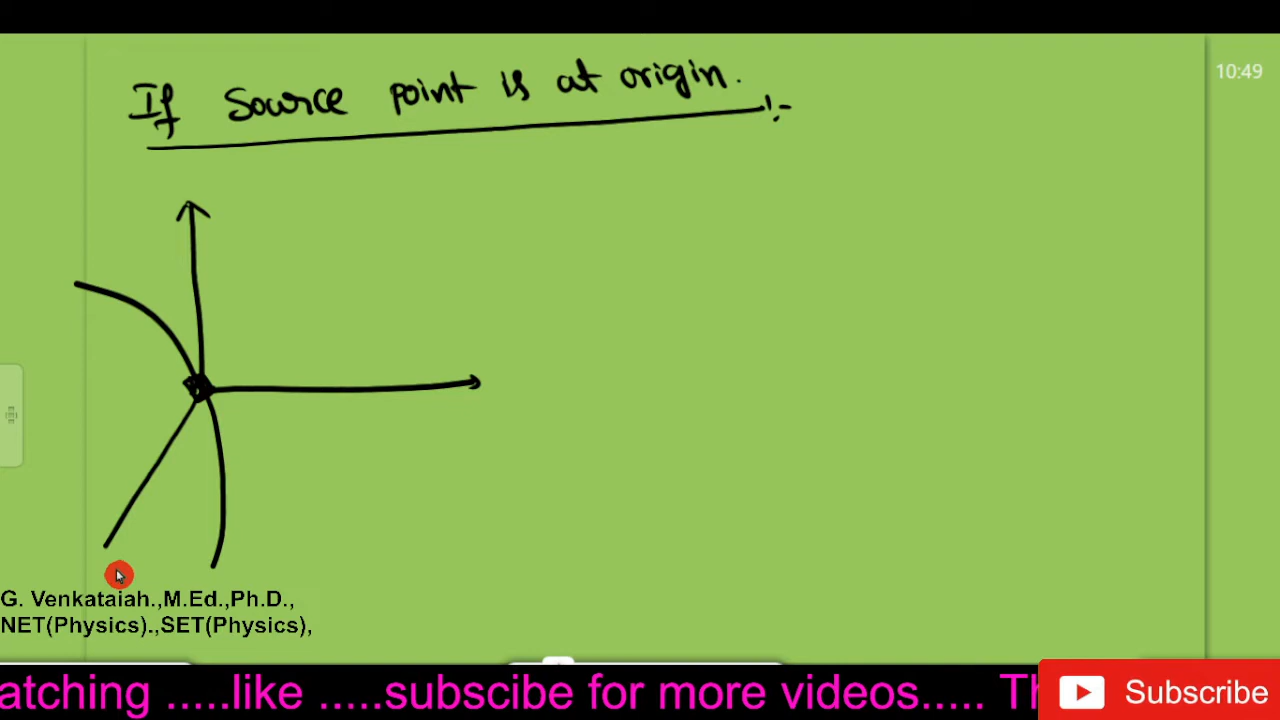 If Source point is at origin. :-
10:49
G. Venkataiah.,M.Ed.,Ph.D.,
NET(Physics).,SET(Physics),
atching .....like .....subscibe for more videos..... Th
Subscribe